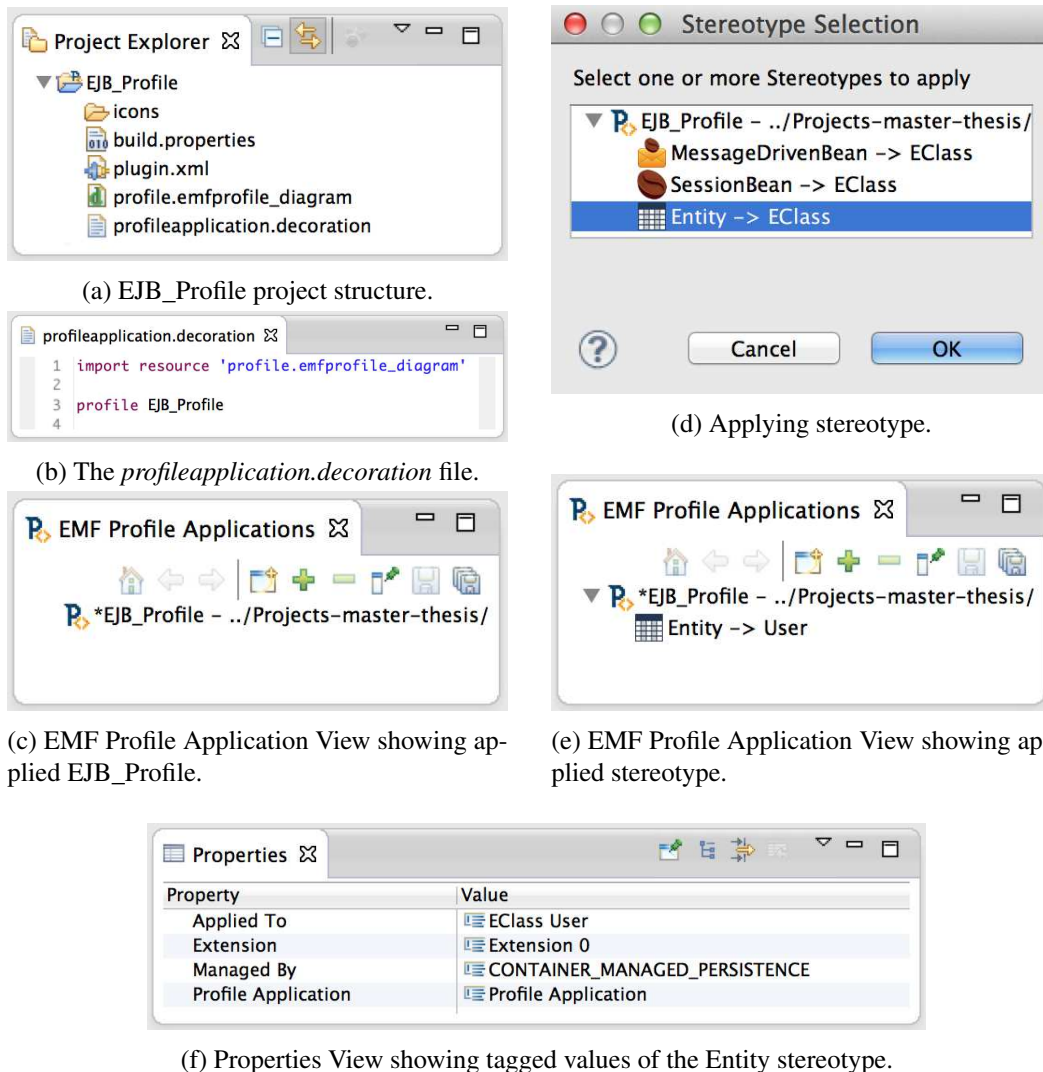 Project Explorer
EJB_Profile
icons
build.properties
plugin.xml
profile.emfprofile_diagram
profileapplication.decoration
(a) EJB_Profile project structure.
profileapplication.decoration
1 import resource 'profile.emfprofile_diagram'
2
3 profile EJB_Profile
4
(b) The profileapplication.decoration file.
EMF Profile Applications
*EJB_Profile – ../Projects-master-thesis/
(c) EMF Profile Application View showing ap-
plied EJB_Profile.
Stereotype Selection
Select one or more Stereotypes to apply
EJB_Profile – ../Projects-master-thesis/
MessageDrivenBean –> EClass
SessionBean –> EClass
Entity –> EClass
Cancel
OK
(d) Applying stereotype.
EMF Profile Applications
*EJB_Profile – ../Projects-master-thesis/
Entity –> User
(e) EMF Profile Application View showing ap
plied stereotype.
Properties
Property Value
Applied To EClass User
Extension Extension 0
Managed By CONTAINER_MANAGED_PERSISTENCE
Profile Application Profile Application
(f) Properties View showing tagged values of the Entity stereotype.